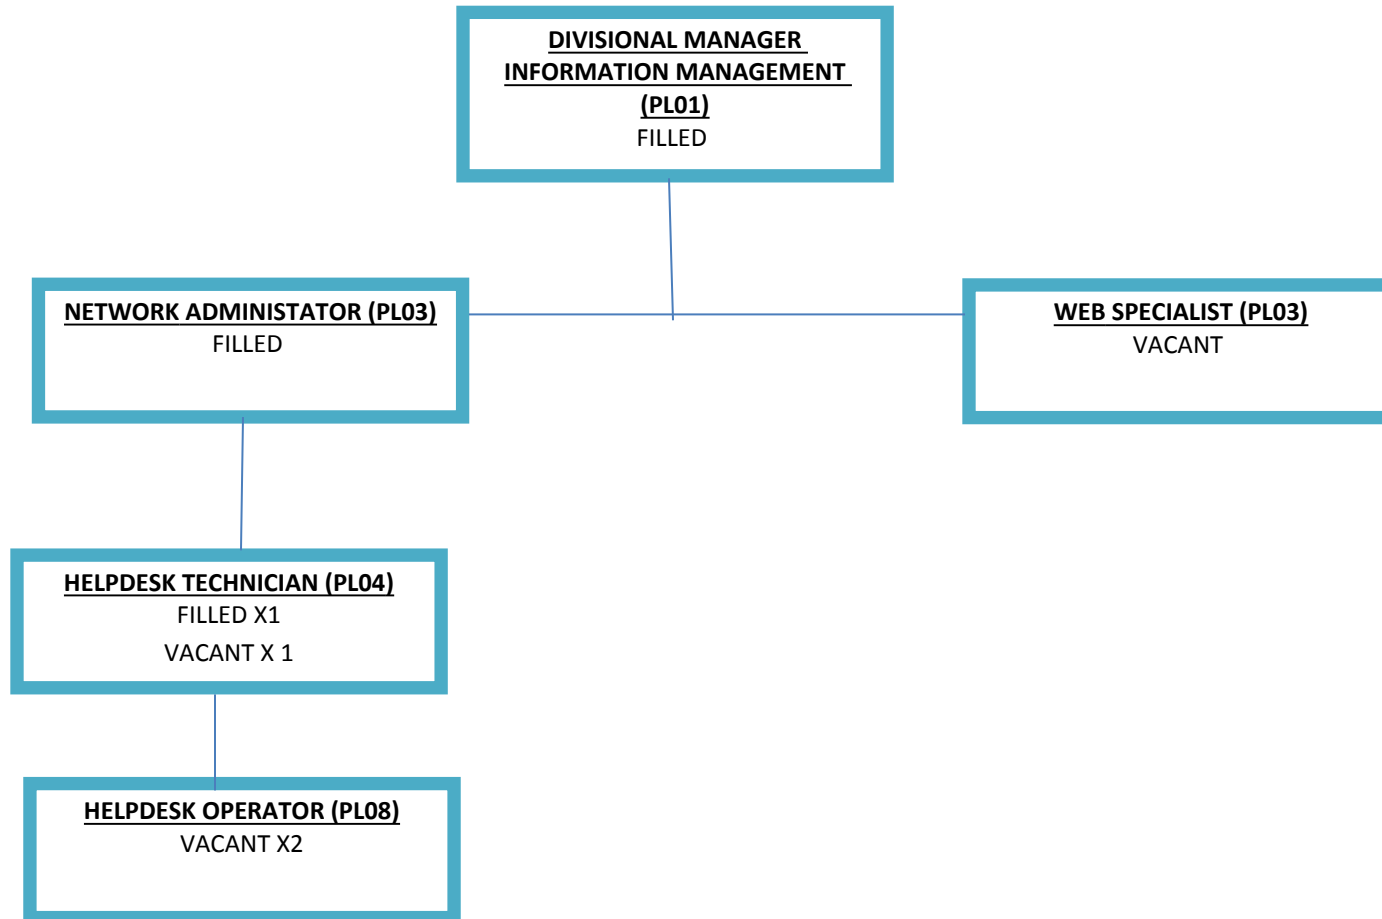 DIVISIONAL MANAGER
INFORMATION MANAGEMENT
(PL01)
FILLED
NETWORK ADMINISTATOR (PL03)
FILLED
WEB SPECIALIST (PL03)
VACANT
HELPDESK TECHNICIAN (PL04)
FILLED X1
VACANT X 1
HELPDESK OPERATOR (PL08)
VACANT X2